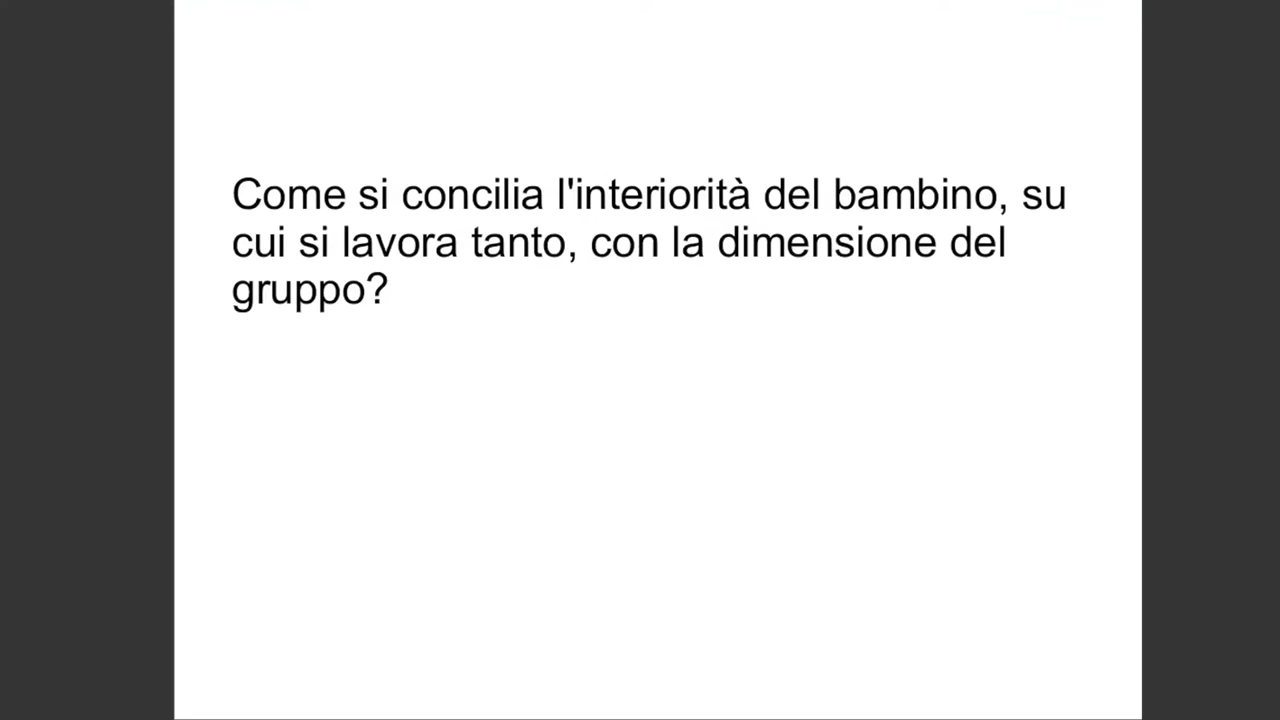 Come si concilia l'interiorità del bambino, su
cui si lavora tanto, con la dimensione del
gruppo?